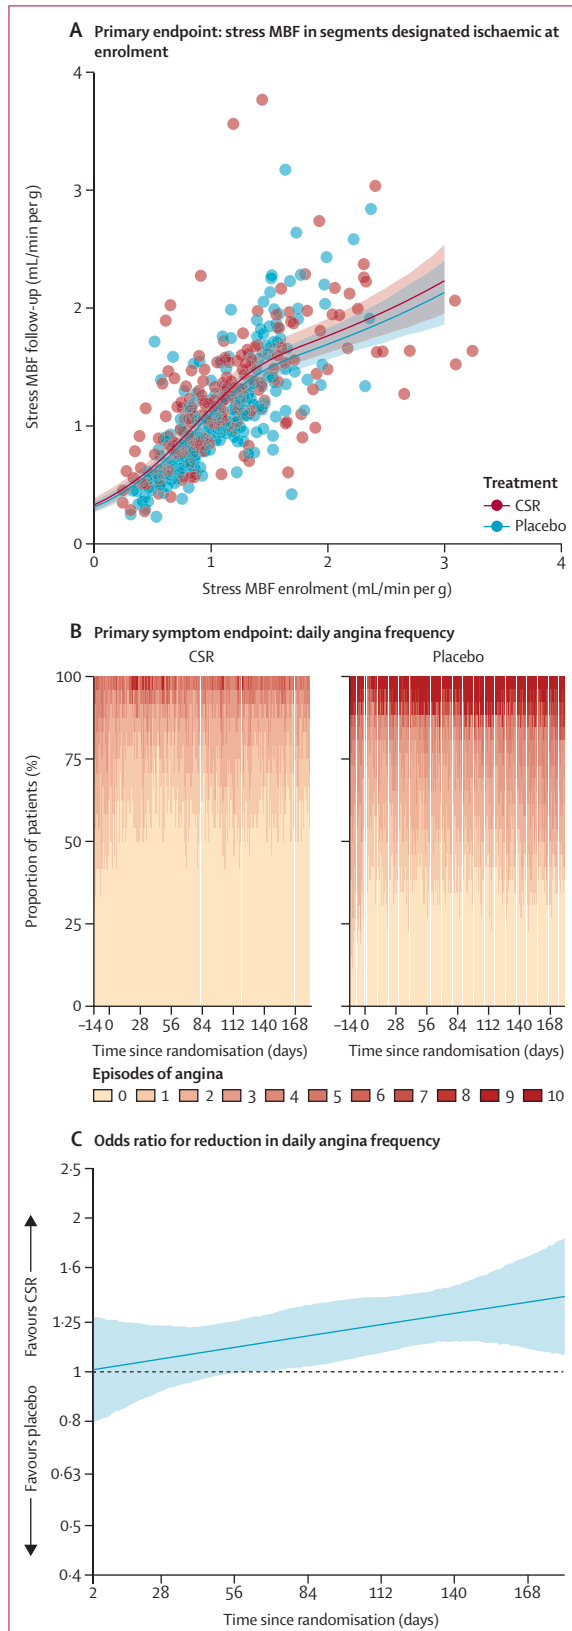 A Primary endpoint: stress MBF in segments designated ischaemic at
enrolment
4
3
2
1
0
Stress MBF follow-up (mL/min per g)
Treatment
CSR
Placebo
0 1 2 3 4
Stress MBF enrolment (mL/min per g)
B Primary symptom endpoint: daily angina frequency
CSR Placebo
100
75
50
25
0
Proportion of patients (%)
–14 0 28 56 84 112 140 168 –14 0 28 56 84 112 140 168
Time since randomisation (days) Time since randomisation (days)
Episodes of angina
0 1 2 3 4 5 6 7 8 9 10
C Odds ratio for reduction in daily angina frequency
2·5
2
1·6
1·25
1
0·8
0·63
0·5
0·4
Favours CSR
Favours placebo
2 28 56 84 112 140 168
Time since randomisation (days)